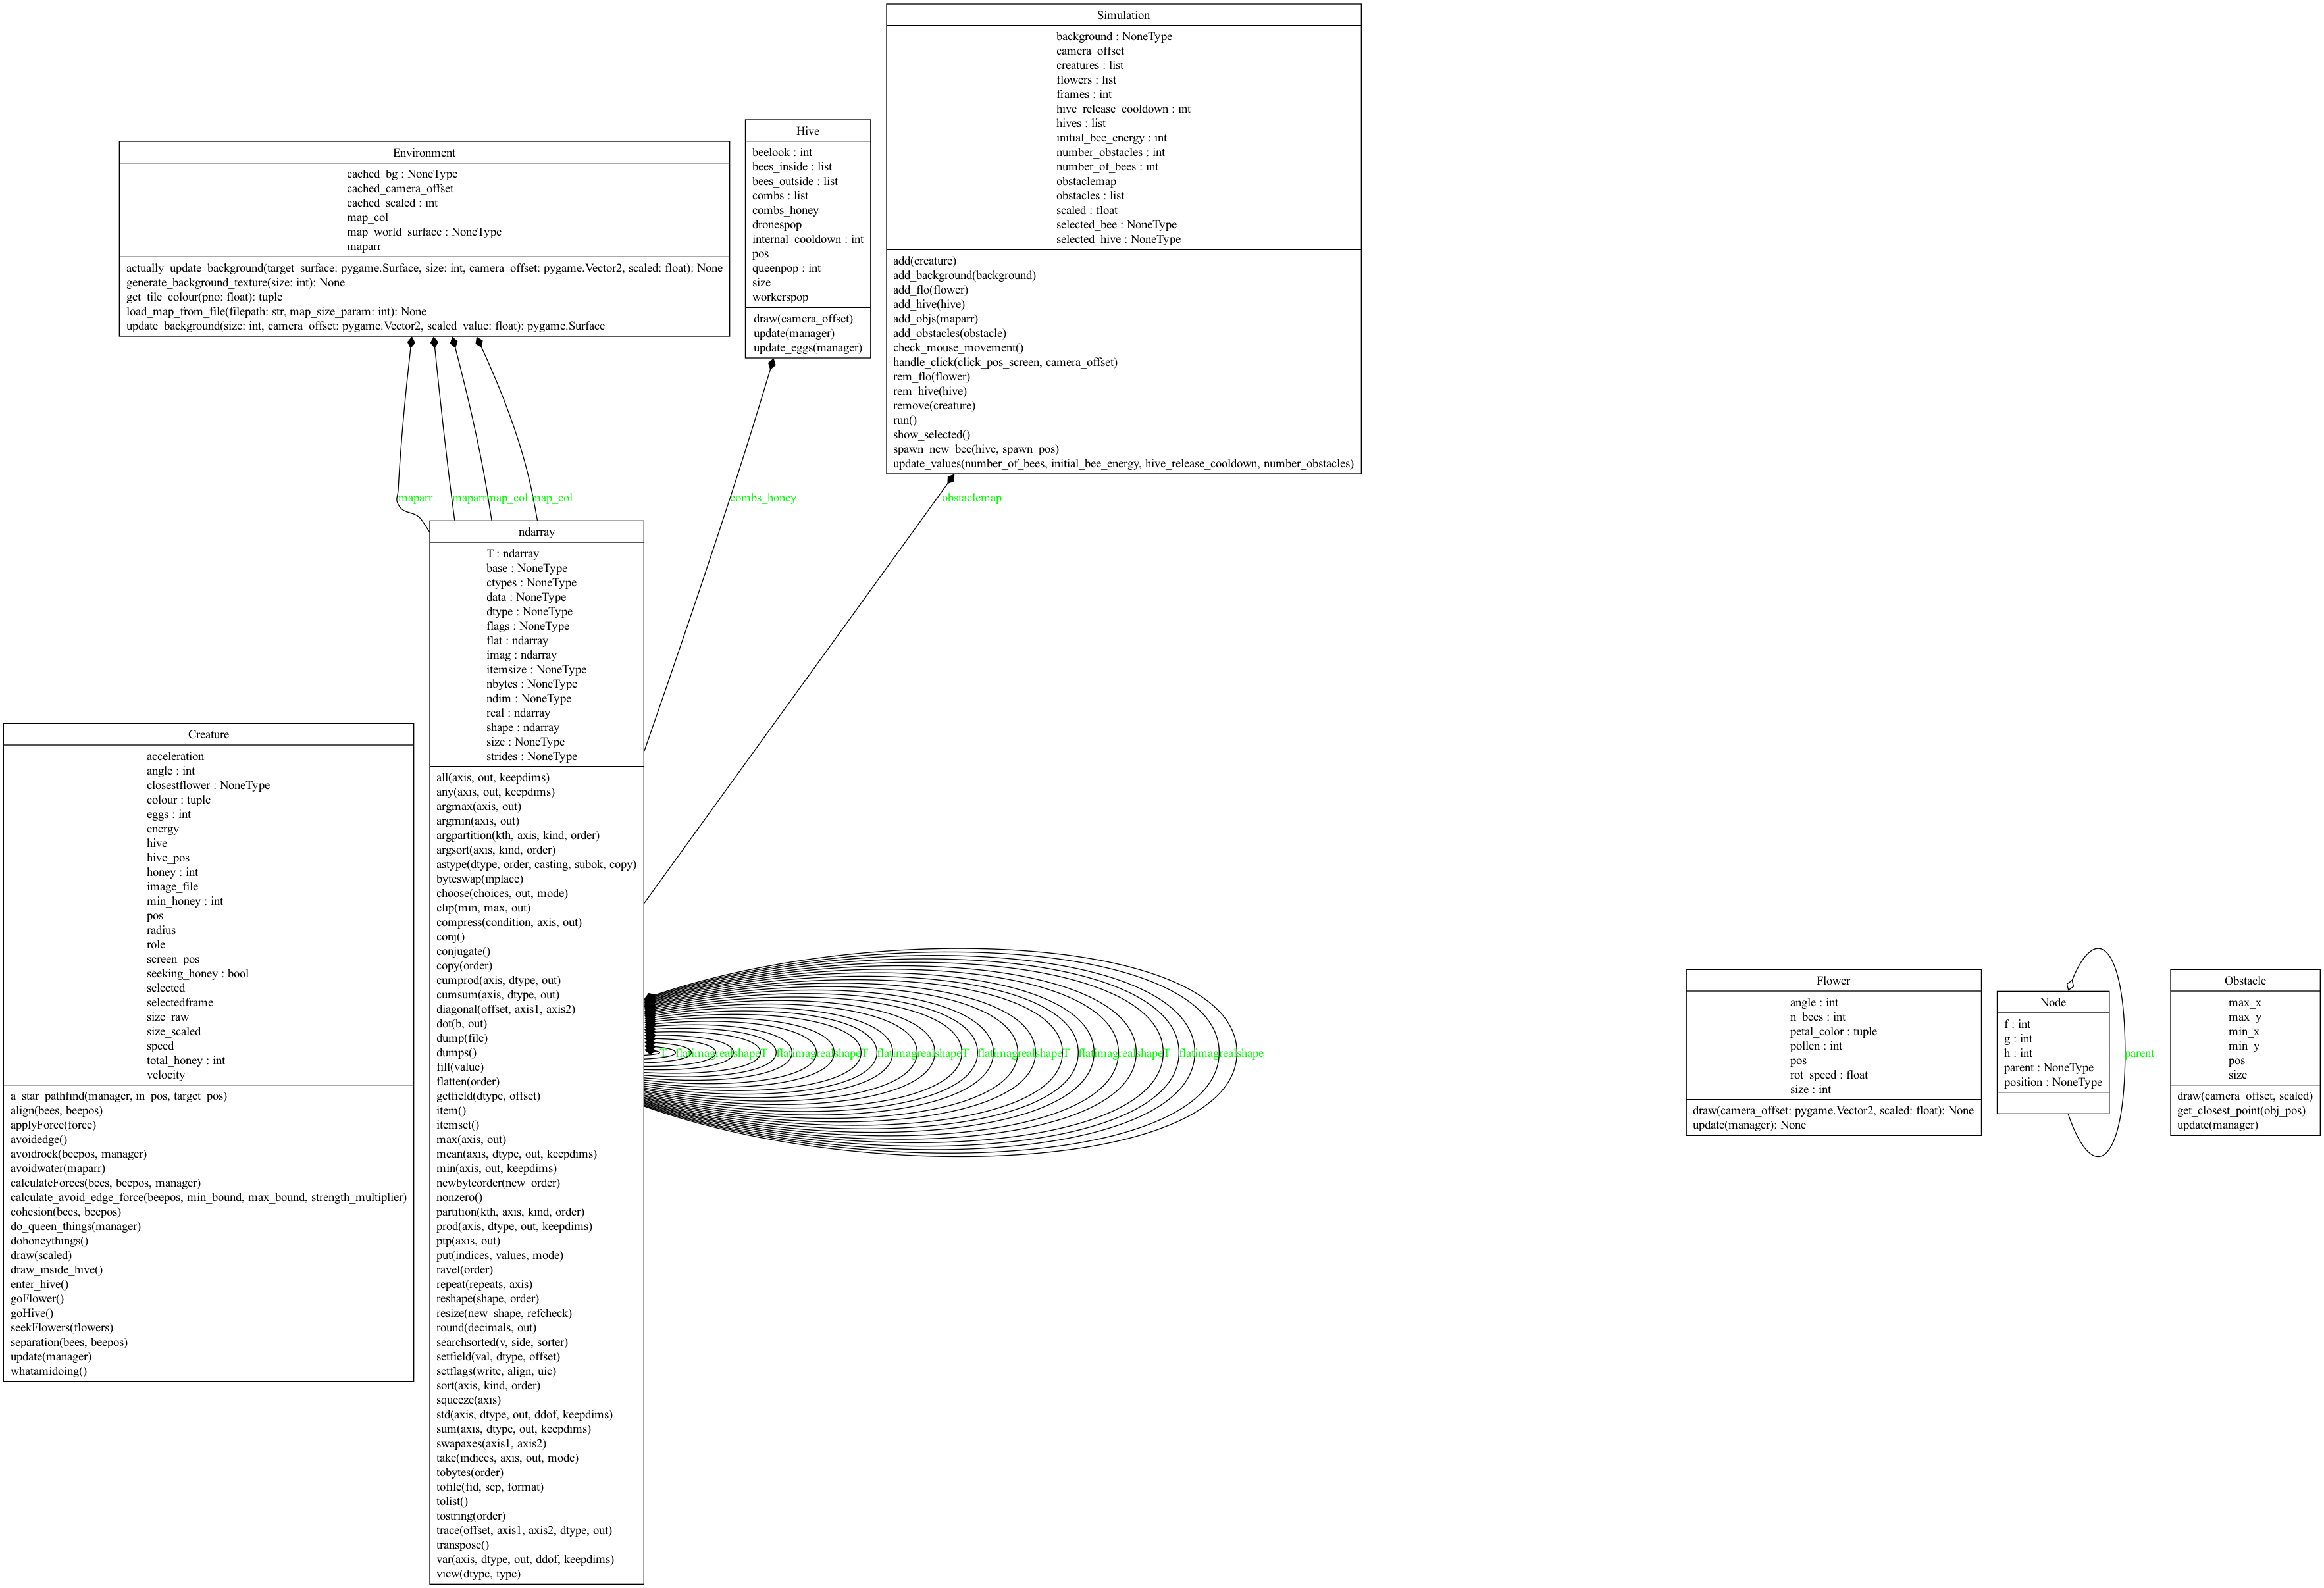 Simulation
background : NoneType
camera_offset
creatures : list
flowers : list
frames : int
hive_release_cooldown : int
hives : list
initial_bee_energy : int
number_obstacles : int
number_of_bees : int
obstaclemap
obstacles : list
scaled : float
selected_bee : NoneType
selected_hive : NoneType
add(creature)
add_background(background)
add_flo(flower)
add_hive(hive)
add_objs(maparr)
add_obstacles(obstacle)
check_mouse_movement()
handle_click(click_pos_screen, camera_offset)
rem_flo(flower)
rem_hive(hive)
remove(creature)
run()
show_selected()
spawn_new_bee(hive, spawn_pos)
update_values(number_of_bees, initial_bee_energy, hive_release_cooldown, number_obstacles)
Hive
beelook : int
bees_inside : list
bees_outside : list
combs : list
combs_honey
dronespop
internal_cooldown : int
pos
queenpop : int
size
workerspop
draw(camera_offset)
update(manager)
update_eggs(manager)
Environment
cached_bg : NoneType
cached_camera_offset
cached_scaled : int
map_col
map_world_surface : NoneType
maparr
actually_update_background(target_surface: pygame.Surface, size: int, camera_offset: pygame.Vector2, scaled: float): None
generate_background_texture(size: int): None
get_tile_colour(pno: float): tuple
load_map_from_file(filepath: str, map_size_param: int): None
update_background(size: int, camera_offset: pygame.Vector2, scaled_value: float): pygame.Surface
maparr
maparr
map_col
map_col
combs_honey
obstaclemap
ndarray
T : ndarray
base : NoneType
ctypes : NoneType
data : NoneType
dtype : NoneType
flags : NoneType
flat : ndarray
imag : ndarray
itemsize : NoneType
nbytes : NoneType
ndim : NoneType
real : ndarray
shape : ndarray
size : NoneType
strides : NoneType
all(axis, out, keepdims)
any(axis, out, keepdims)
argmax(axis, out)
argmin(axis, out)
argpartition(kth, axis, kind, order)
argsort(axis, kind, order)
astype(dtype, order, casting, subok, copy)
byteswap(inplace)
choose(choices, out, mode)
clip(min, max, out)
compress(condition, axis, out)
conj()
conjugate()
copy(order)
cumprod(axis, dtype, out)
cumsum(axis, dtype, out)
diagonal(offset, axis1, axis2)
dot(b, out)
dump(file)
dumps()
fill(value)
flatten(order)
getfield(dtype, offset)
item()
itemset()
max(axis, out)
mean(axis, dtype, out, keepdims)
min(axis, out, keepdims)
newbyteorder(new_order)
nonzero()
partition(kth, axis, kind, order)
prod(axis, dtype, out, keepdims)
ptp(axis, out)
put(indices, values, mode)
ravel(order)
repeat(repeats, axis)
reshape(shape, order)
resize(new_shape, refcheck)
round(decimals, out)
searchsorted(v, side, sorter)
setfield(val, dtype, offset)
setflags(write, align, uic)
sort(axis, kind, order)
squeeze(axis)
std(axis, dtype, out, ddof, keepdims)
sum(axis, dtype, out, keepdims)
swapaxes(axis1, axis2)
take(indices, axis, out, mode)
tobytes(order)
tofile(fid, sep, format)
tolist()
tostring(order)
trace(offset, axis1, axis2, dtype, out)
transpose()
var(axis, dtype, out, ddof, keepdims)
view(dtype, type)
T flat imag real shape T flat imag real shape T flat imag real shape T flat imag real shape T flat imag real shape T flat imag real shape
Creature
acceleration
angle : int
closestflower : NoneType
colour : tuple
eggs : int
energy
hive
hive_pos
honey : int
image_file
min_honey : int
pos
radius
role
screen_pos
seeking_honey : bool
selected
selectedframe
size_raw
size_scaled
speed
total_honey : int
velocity
a_star_pathfind(manager, in_pos, target_pos)
align(bees, beepos)
applyForce(force)
avoidedge()
avoidrock(beepos, manager)
avoidwater(maparr)
calculateForces(bees, beepos, manager)
calculate_avoid_edge_force(beepos, min_bound, max_bound, strength_multiplier)
cohesion(bees, beepos)
do_queen_things(manager)
dohoneythings()
draw(scaled)
draw_inside_hive()
enter_hive()
goFlower()
goHive()
seekFlowers(flowers)
separation(bees, beepos)
update(manager)
whatamidoing()
Flower
angle : int
n_bees : int
petal_color : tuple
pollen : int
pos
rot_speed : float
size : int
draw(camera_offset: pygame.Vector2, scaled: float): None
update(manager): None
Node
f : int
g : int
h : int
parent : NoneType
position : NoneType
parent
Obstacle
max_x
max_y
min_x
min_y
pos
size
draw(camera_offset, scaled)
get_closest_point(obj_pos)
update(manager)